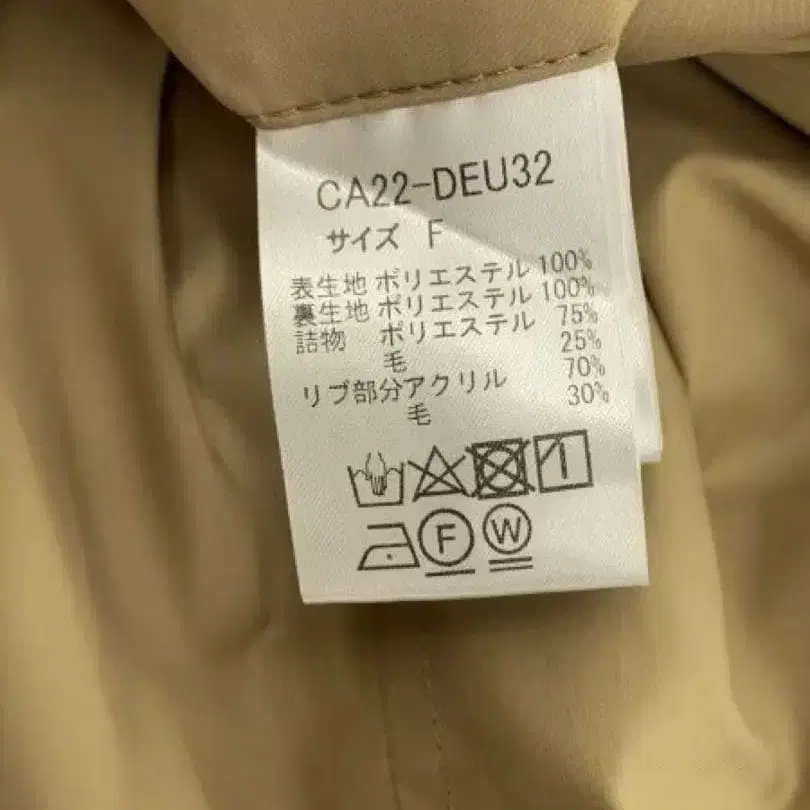 CA22-DEU32
サイズ F
表生地 ポリエステル 100%
裏生地 ポリエステル 100%
詰物 ポリエステル 75%
毛 25%
リブ部分アクリル 70%
毛 30%
F W